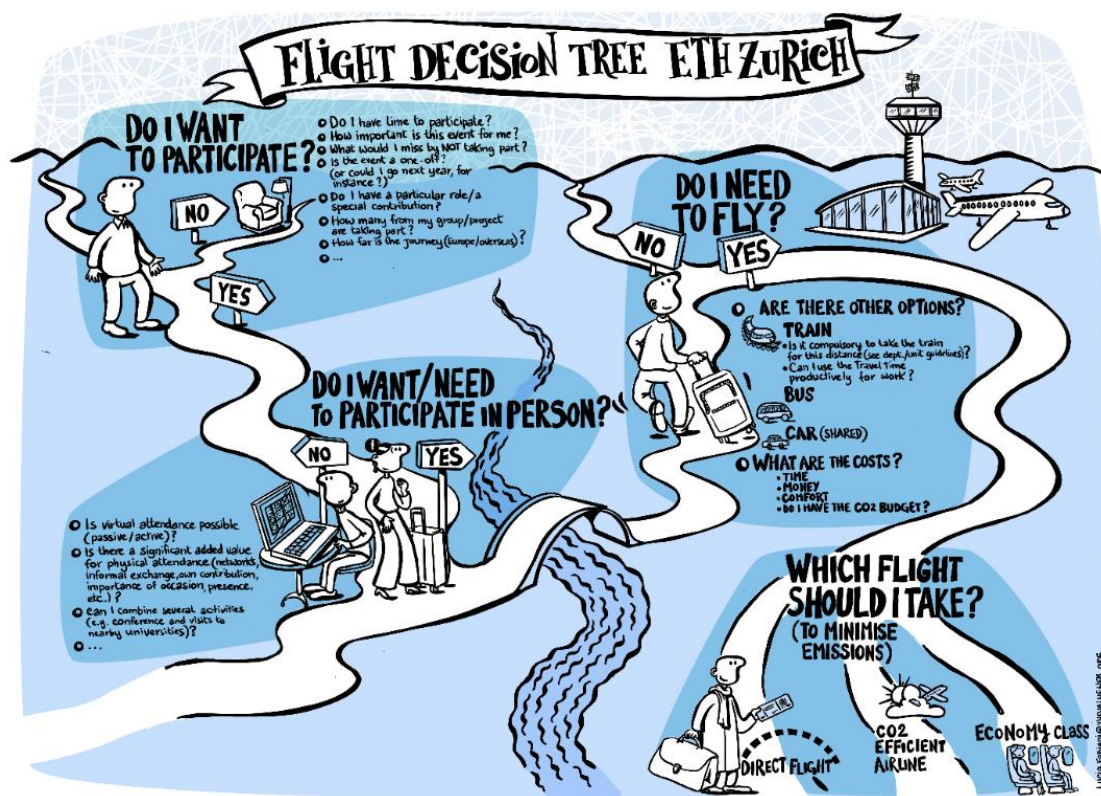 FLIGHT DECISION TREE ETH ZURICH
DO I WANT
TO PARTICIPATE?
Do I have time to participate?
How important is this event for me?
What would I miss by NOT taking part?
Is the event a one-off?
(or could I go next year, for
instance?)
Do I have a particular role/a
special contribution?
How many from my group/project
are taking part?
How far is the journey (Europe/overseas)?
...
NO
YES
DO I WANT/NEED
TO PARTICIPATE IN PERSON?
NO
YES
Is virtual attendance possible
(passive/active)?
Is there a significant added value
for physical attendance (networks,
informal exchange, own contribution,
importance of occasion, presence,
etc.)?
Can I combine several activities
(e.g. conference and visits to
nearby universities)?
...
DO I NEED
TO FLY?
NO
YES
ARE THERE OTHER OPTIONS?
TRAIN
• Is it compulsory to take the train
for this distance (see dept./unit guidelines)?
• Can I use the Travel Time
productively for work?
BUS
CAR (SHARED)
WHAT ARE THE COSTS?
• TIME
• MONEY
• COMFORT
• DO I HAVE THE CO2 BUDGET?
WHICH FLIGHT
SHOULD I TAKE?
(TO MINIMISE
EMISSIONS)
DIRECT FLIGHT
CO2
EFFICIENT
AIRLINE
ECONOMY CLASS